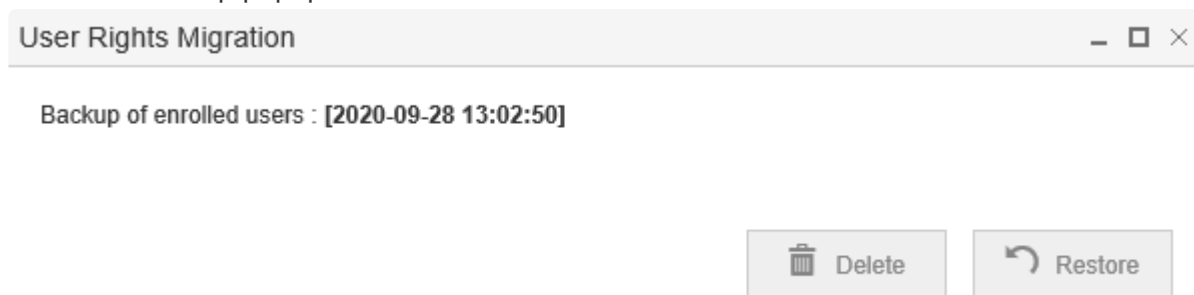 User Rights Migration
Backup of enrolled users : [2020-09-28 13:02:50]
Delete
Restore